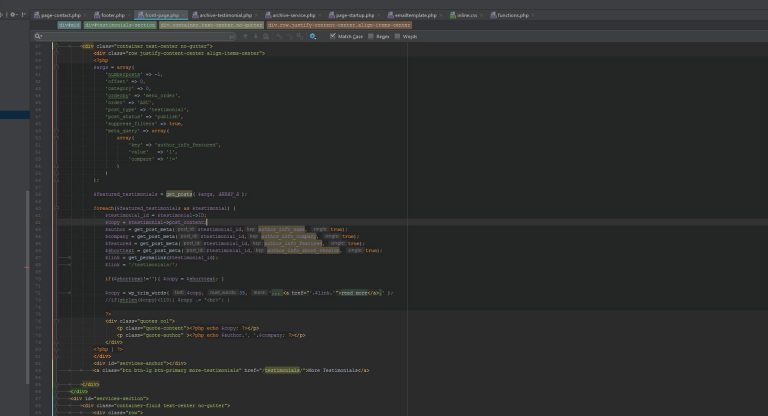 page-contact.php footer.php front-page.php archive-testimonial.php archive-service.php page-startup.php emailtemplate.php inline.css functions.php
div#main div#testimonials-section div.container.text-center.no-gutter div.row.justify-content-center.align-items-center
Match Case Regex Words
<div class="container text-center no-gutter">
<div class="row justify-content-center align-items-center">
<?php
$args = array(
'numberposts' => -1,
'offset' => 0,
'category' => 0,
'orderby' => 'menu_order',
'order' => 'ASC',
'post_type' => 'testimonial',
'post_status' => 'publish',
'suppress_filters' => true,
'meta_query' => array(
array(
'key' => 'author_info_featured',
'value' => '1',
'compare' => '!='
)
)
);
$featured_testimonials = get_posts( $args, ARRAY_A );
foreach($featured_testimonials as $testimonial) {
$testimonial_id = $testimonial->ID;
$copy = $testimonial->post_content;
$author = get_post_meta( $testimonial_id, author_info_name, true);
$company = get_post_meta( $testimonial_id, author_info_company, true);
$featured = get_post_meta( $testimonial_id, author_info_featured, true);
$shorttest = get_post_meta( $testimonial_id, author_info_short_version, true);
$link = get_permalink($testimonial_id);
$link = '/testimonials/';
if($shorttest!=''){ $copy = $shorttest; }
$copy = wp_trim_words( $copy, 35, '... <a href="'.$link.'">read more</a>' );
//if(strlen($copy)<110){ $copy .= '<br>'; }
?>
<div class="quotes col">
<p class="quote-content"><?php echo $copy; ?></p>
<p class="quote-author" ><?php echo $author.", ".$company; ?></p>
</div>
<?php } ?>
</div>
<div id="services-anchor"></div>
<a class="btn btn-lg btn-primary more-testimonials" href="/testimonials/">More Testimonials</a>
</div>
</div>
<div id="services-section">
<div class="container-fluid text-center no-gutter">
<div class="row">